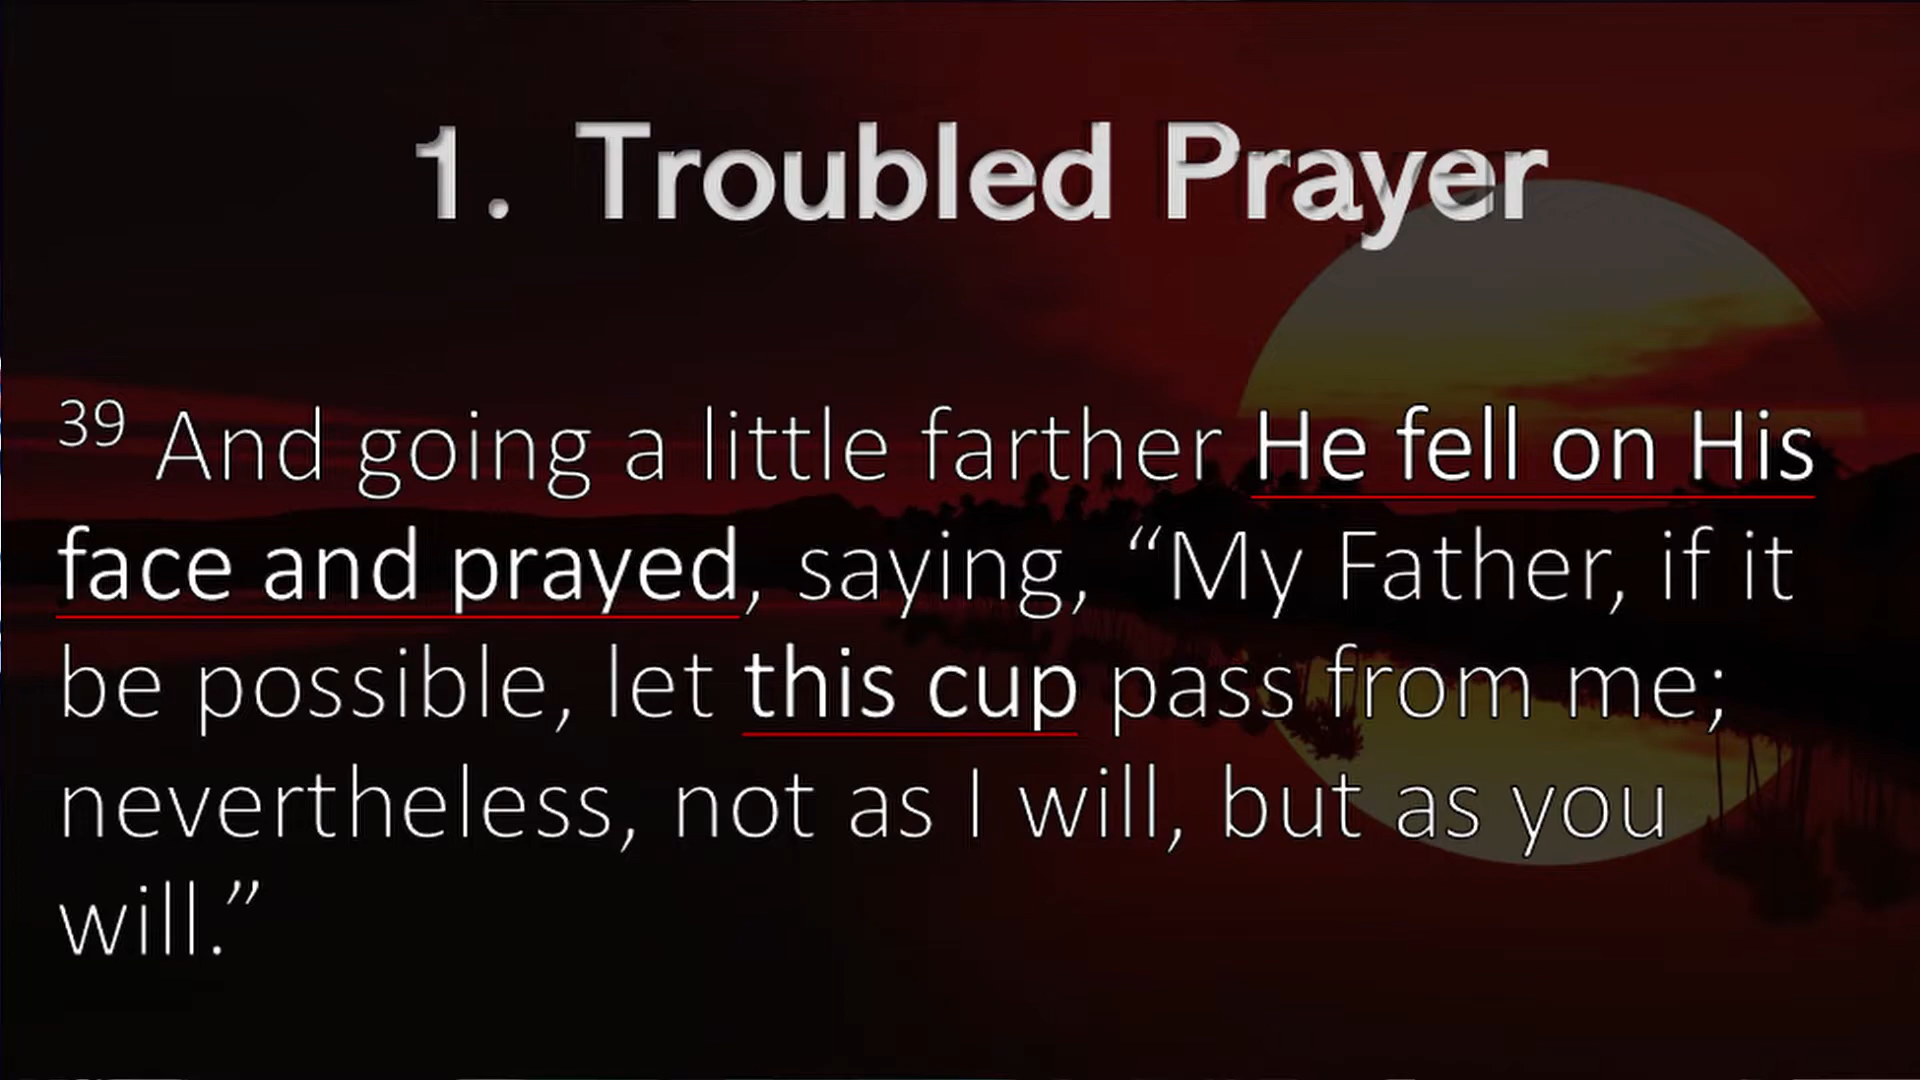 1. Troubled Prayer
39 And going a little farther He fell on His
face and prayed, saying, “My Father, if it
be possible, let this cup pass from me;
nevertheless, not as I will, but as you
will.”